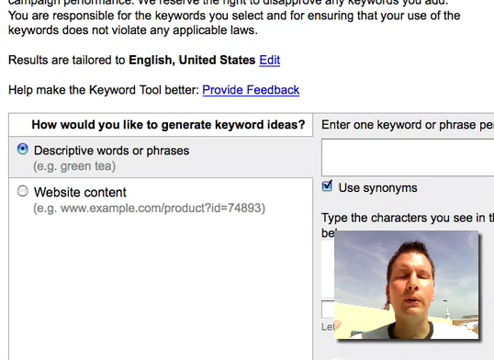 campaign performance. We reserve the right to disapprove any keywords you add.
You are responsible for the keywords you select and for ensuring that your use of the
keywords does not violate any applicable laws.
Results are tailored to English, United States Edit
Help make the Keyword Tool better: Provide Feedback
How would you like to generate keyword ideas?
Descriptive words or phrases
(e.g. green tea)
Website content
(e.g. www.example.com/product?id=74893)
Enter one keyword or phrase pe
Use synonyms
Type the characters you see in th
be
Let